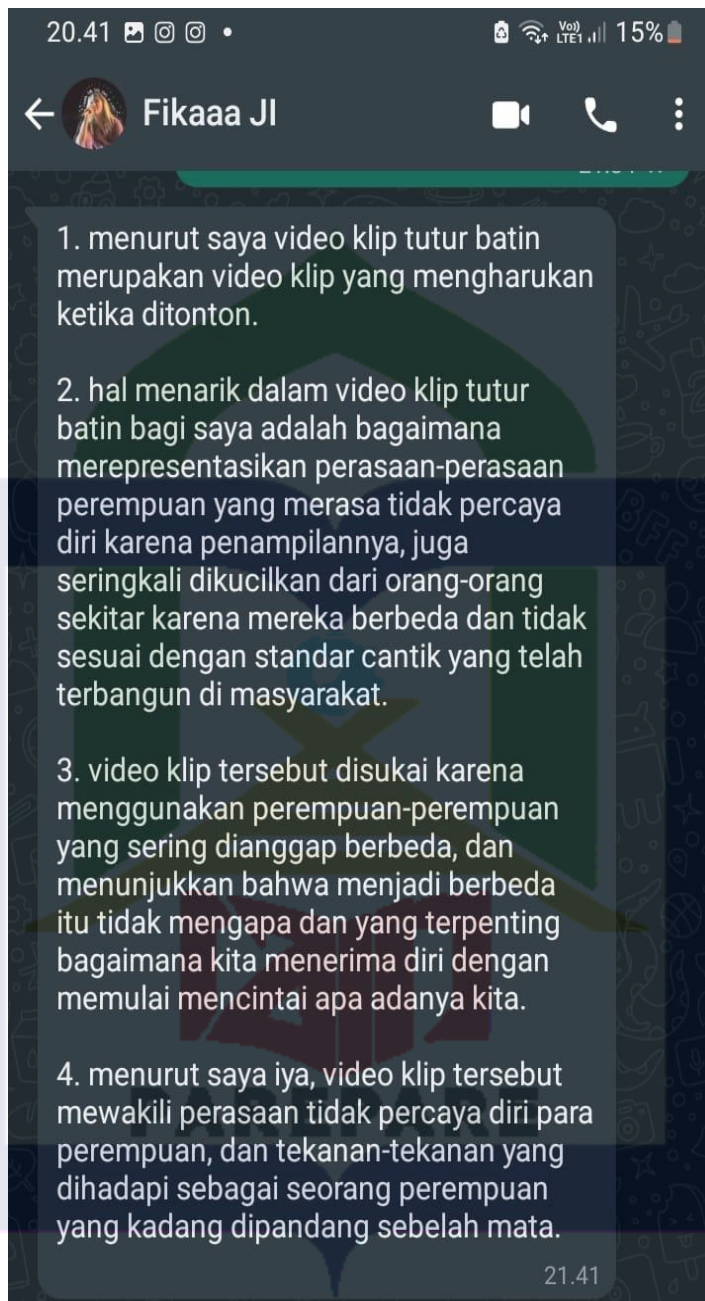 20.41
Vo))
LTE1
15%
Fikaaa JI
1. menurut saya video klip tutur batin
merupakan video klip yang mengharukan
ketika ditonton.
2. hal menarik dalam video klip tutur
batin bagi saya adalah bagaimana
merepresentasikan perasaan-perasaan
perempuan yang merasa tidak percaya
diri karena penampilannya, juga
seringkali dikucilkan dari orang-orang
sekitar karena mereka berbeda dan tidak
sesuai dengan standar cantik yang telah
terbangun di masyarakat.
3. video klip tersebut disukai karena
menggunakan perempuan-perempuan
yang sering dianggap berbeda, dan
menunjukkan bahwa menjadi berbeda
itu tidak mengapa dan yang terpenting
bagaimana kita menerima diri dengan
memulai mencintai apa adanya kita.
4. menurut saya iya, video klip tersebut
mewakili perasaan tidak percaya diri para
PAREPARE
perempuan, dan tekanan-tekanan yang
dihadapi sebagai seorang perempuan
yang kadang dipandang sebelah mata.
21.41